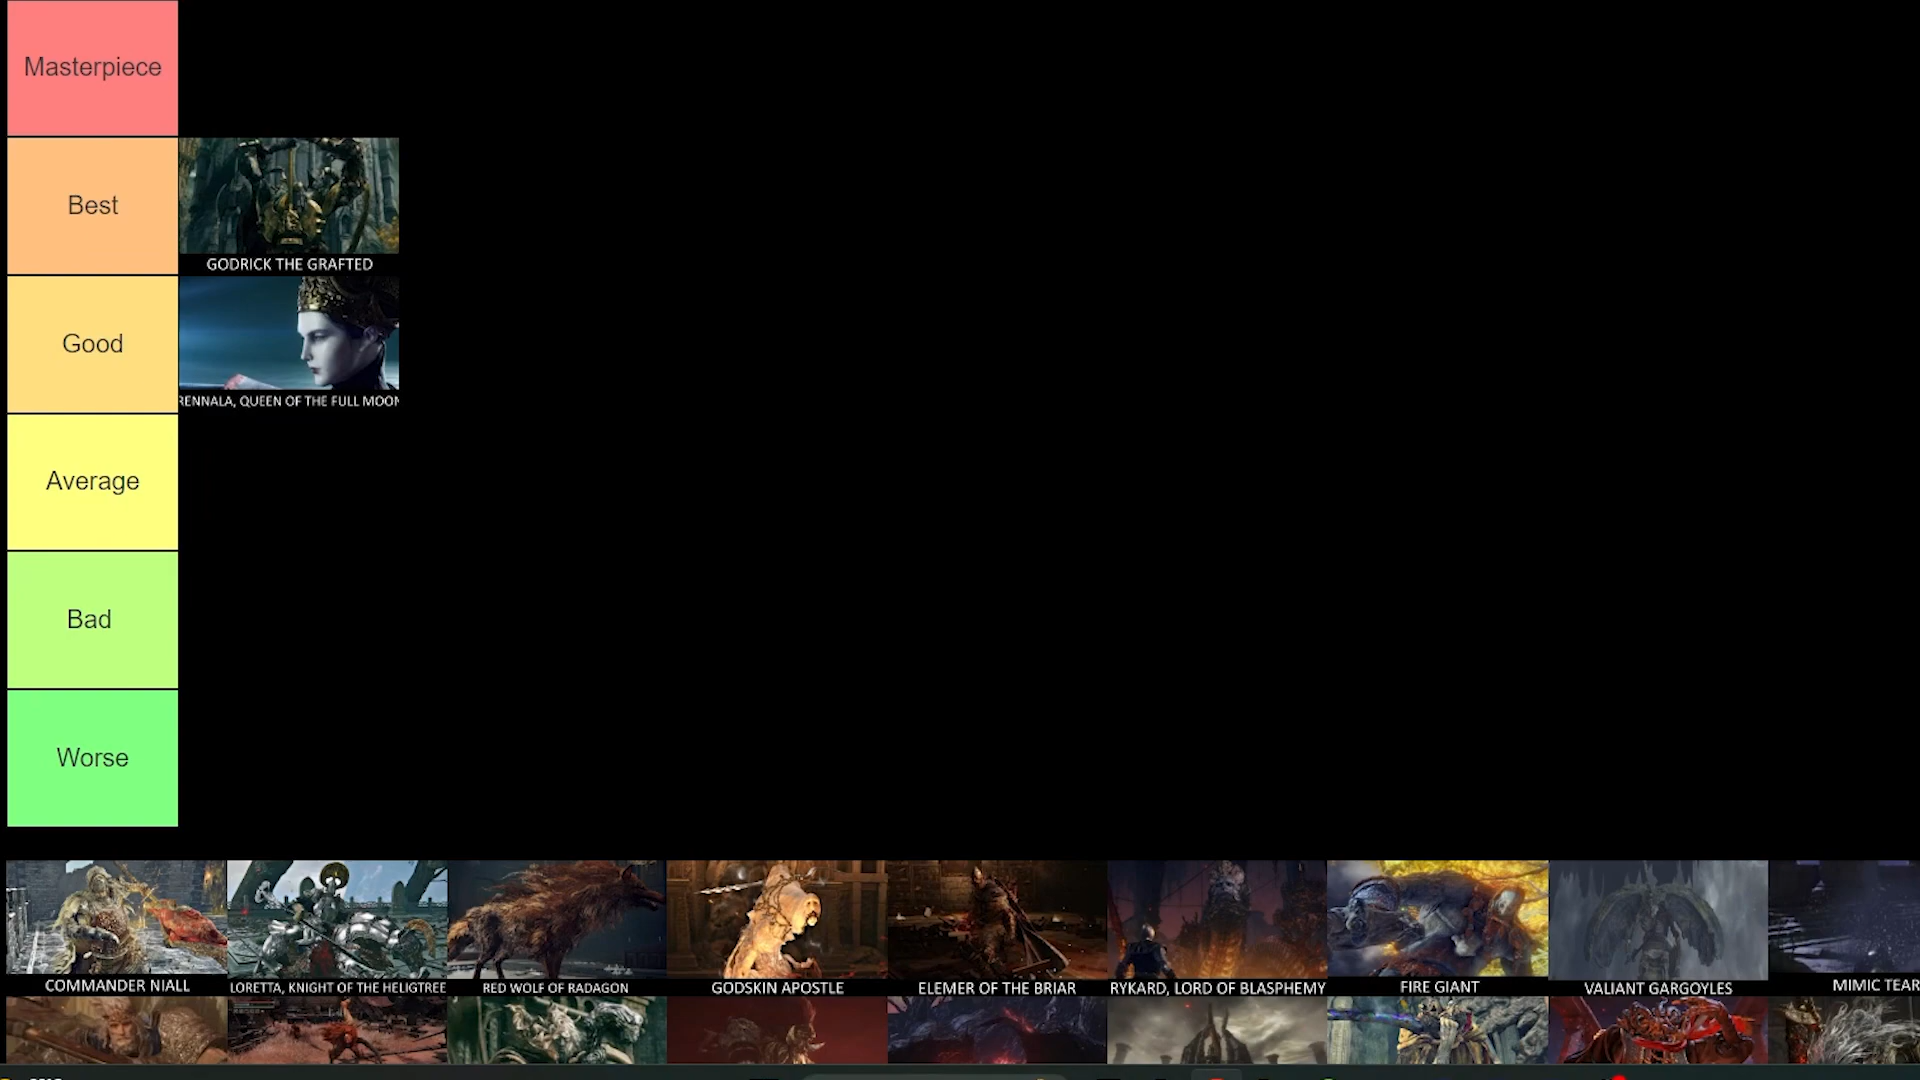 Masterpiece
Best
GODRICK THE GRAFTED
Good
RENNALA, QUEEN OF THE FULL MOON
Average
Bad
Worse
COMMANDER NIALL
LORETTA, KNIGHT OF THE HELIGTREE
RED WOLF OF RADAGON
GODSKIN APOSTLE
ELEMER OF THE BRIAR
RYKARD, LORD OF BLASPHEMY
FIRE GIANT
VALIANT GARGOYLES
MIMIC TEAR